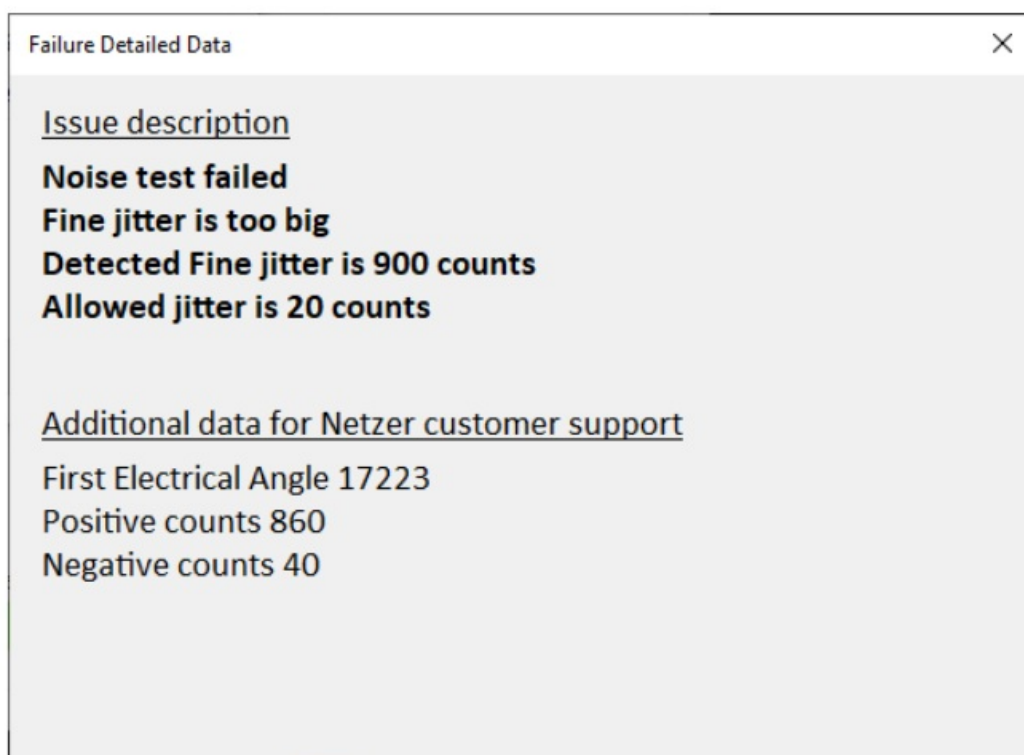 Failure Detailed Data
Issue description
Noise test failed
Fine jitter is too big
Detected Fine jitter is 900 counts
Allowed jitter is 20 counts
Additional data for Netzer customer support
First Electrical Angle 17223
Positive counts 860
Negative counts 40